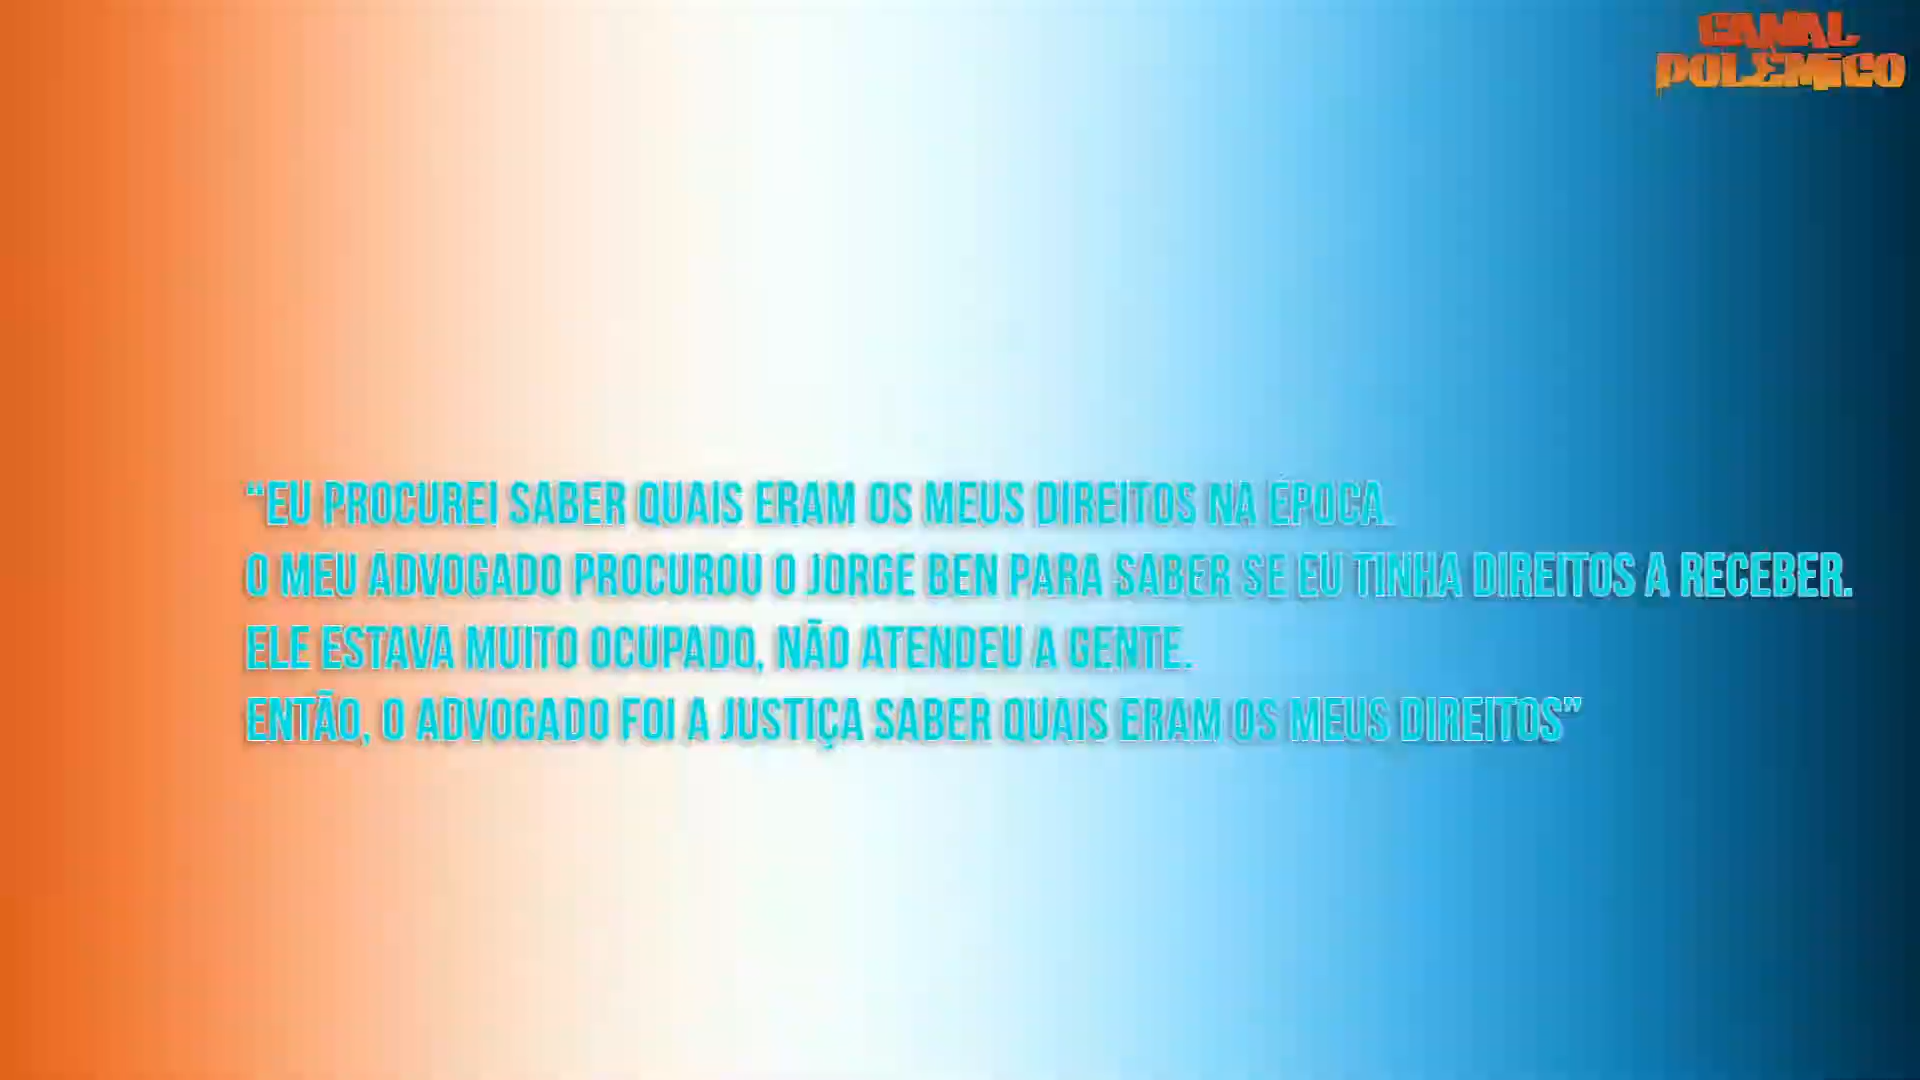 CANAL
POLÊMICO
“EU PROCUREI SABER QUAIS ERAM OS MEUS DIREITOS NA ÉPOCA.
O MEU ADVOGADO PROCUROU O JORGE BEN PARA SABER SE EU TINHA DIREITOS A RECEBER.
ELE ESTAVA MUITO OCUPADO, NÃO ATENDEU A GENTE.
ENTÃO, O ADVOGADO FOI A JUSTIÇA SABER QUAIS ERAM OS MEUS DIREITOS”